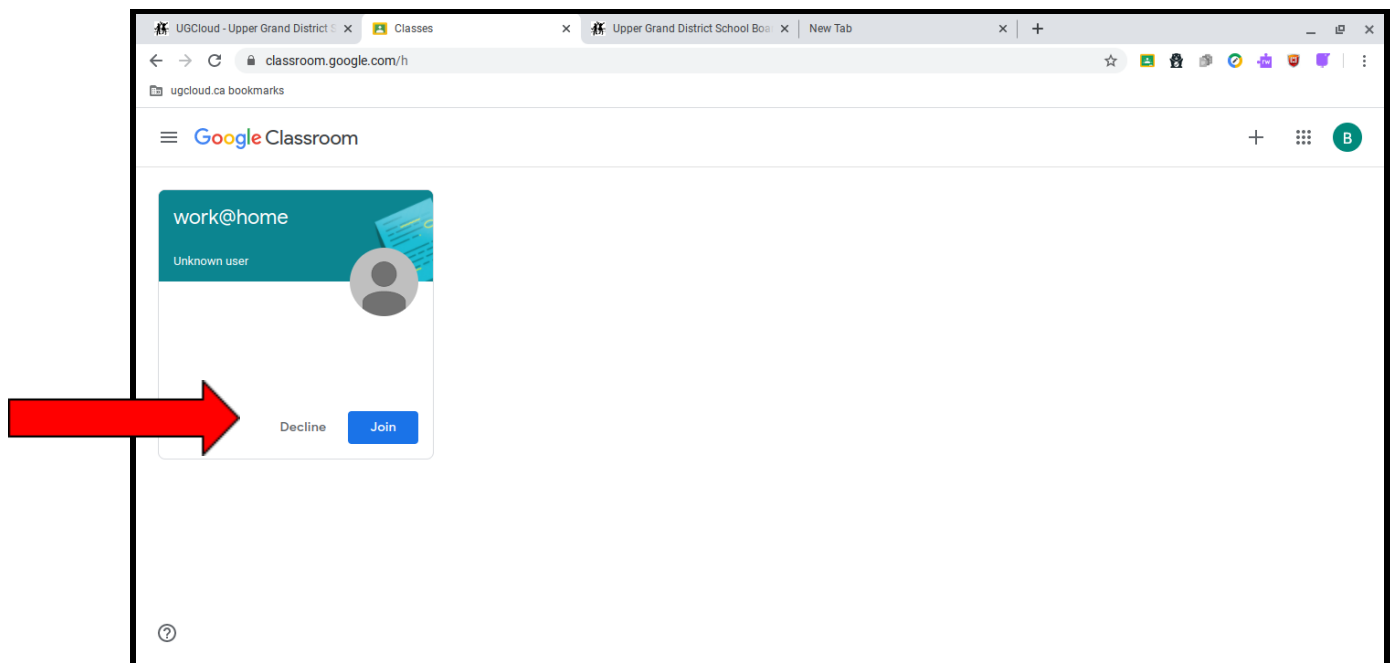 UGCloud - Upper Grand District S
Classes
Upper Grand District School Boa
New Tab
classroom.google.com/h
ugcloud.ca bookmarks
Google Classroom
B
work@home
Unknown user
Decline
Join